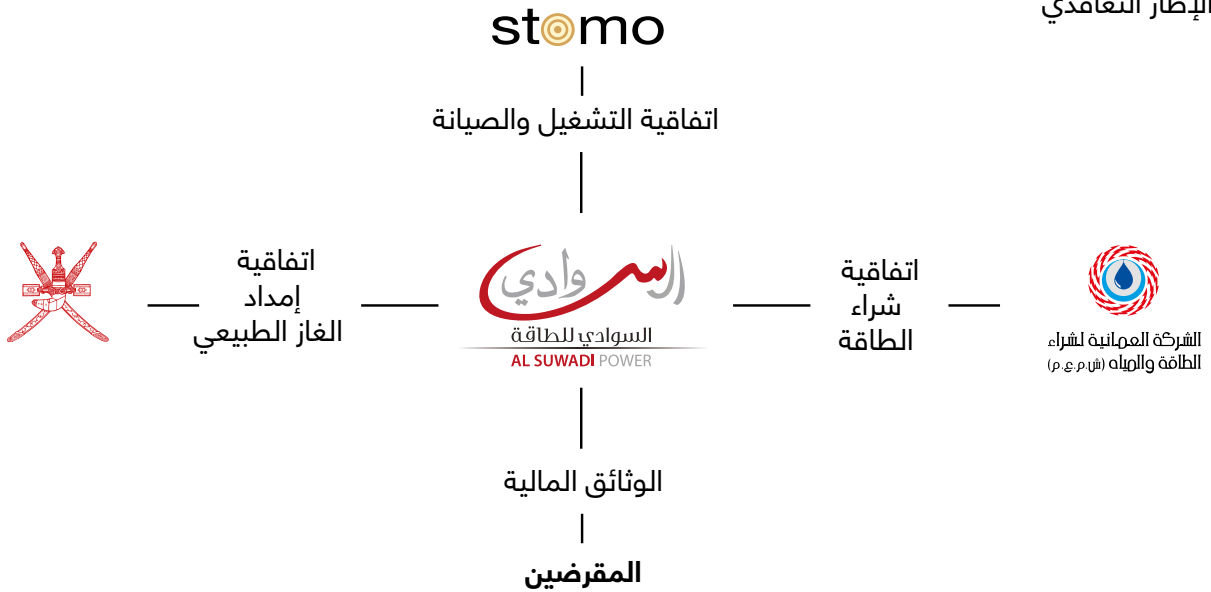 الإطار التعاقدي
stomo
اتفاقية التشغيل والصيانة
اتفاقية
إمداد
الغاز الطبيعي
السوادي
السوادي للطاقة
AL SUWADI POWER
اتفاقية
شراء
الطاقة
الشركة العمانية لشراء
الطاقة والمياه (ش.م.ع.م)
الوثائق المالية
المقرضين